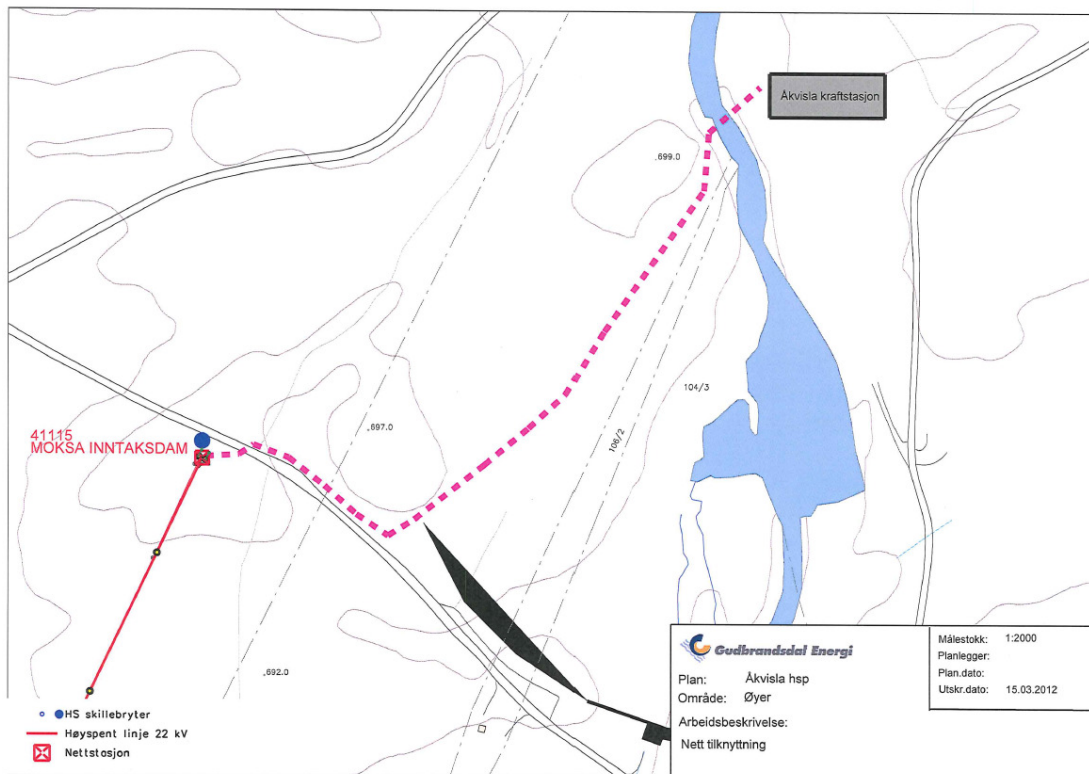 Åkvisla kraftstasjon
699.0
104/3
697.0
106/2
41115
MOKSA INNTAKSDAM
692.0
HS skillebryter
Høyspent linje 22 kV
Nettstasjon
Gudbrandsdal Energi
Plan: Åkvisla hsp
Område: Øyer
Arbeidsbeskrivelse:
Nett tilknyttning
Målestokk: 1:2000
Planlegger:
Plan.dato:
Utskr.dato: 15.03.2012